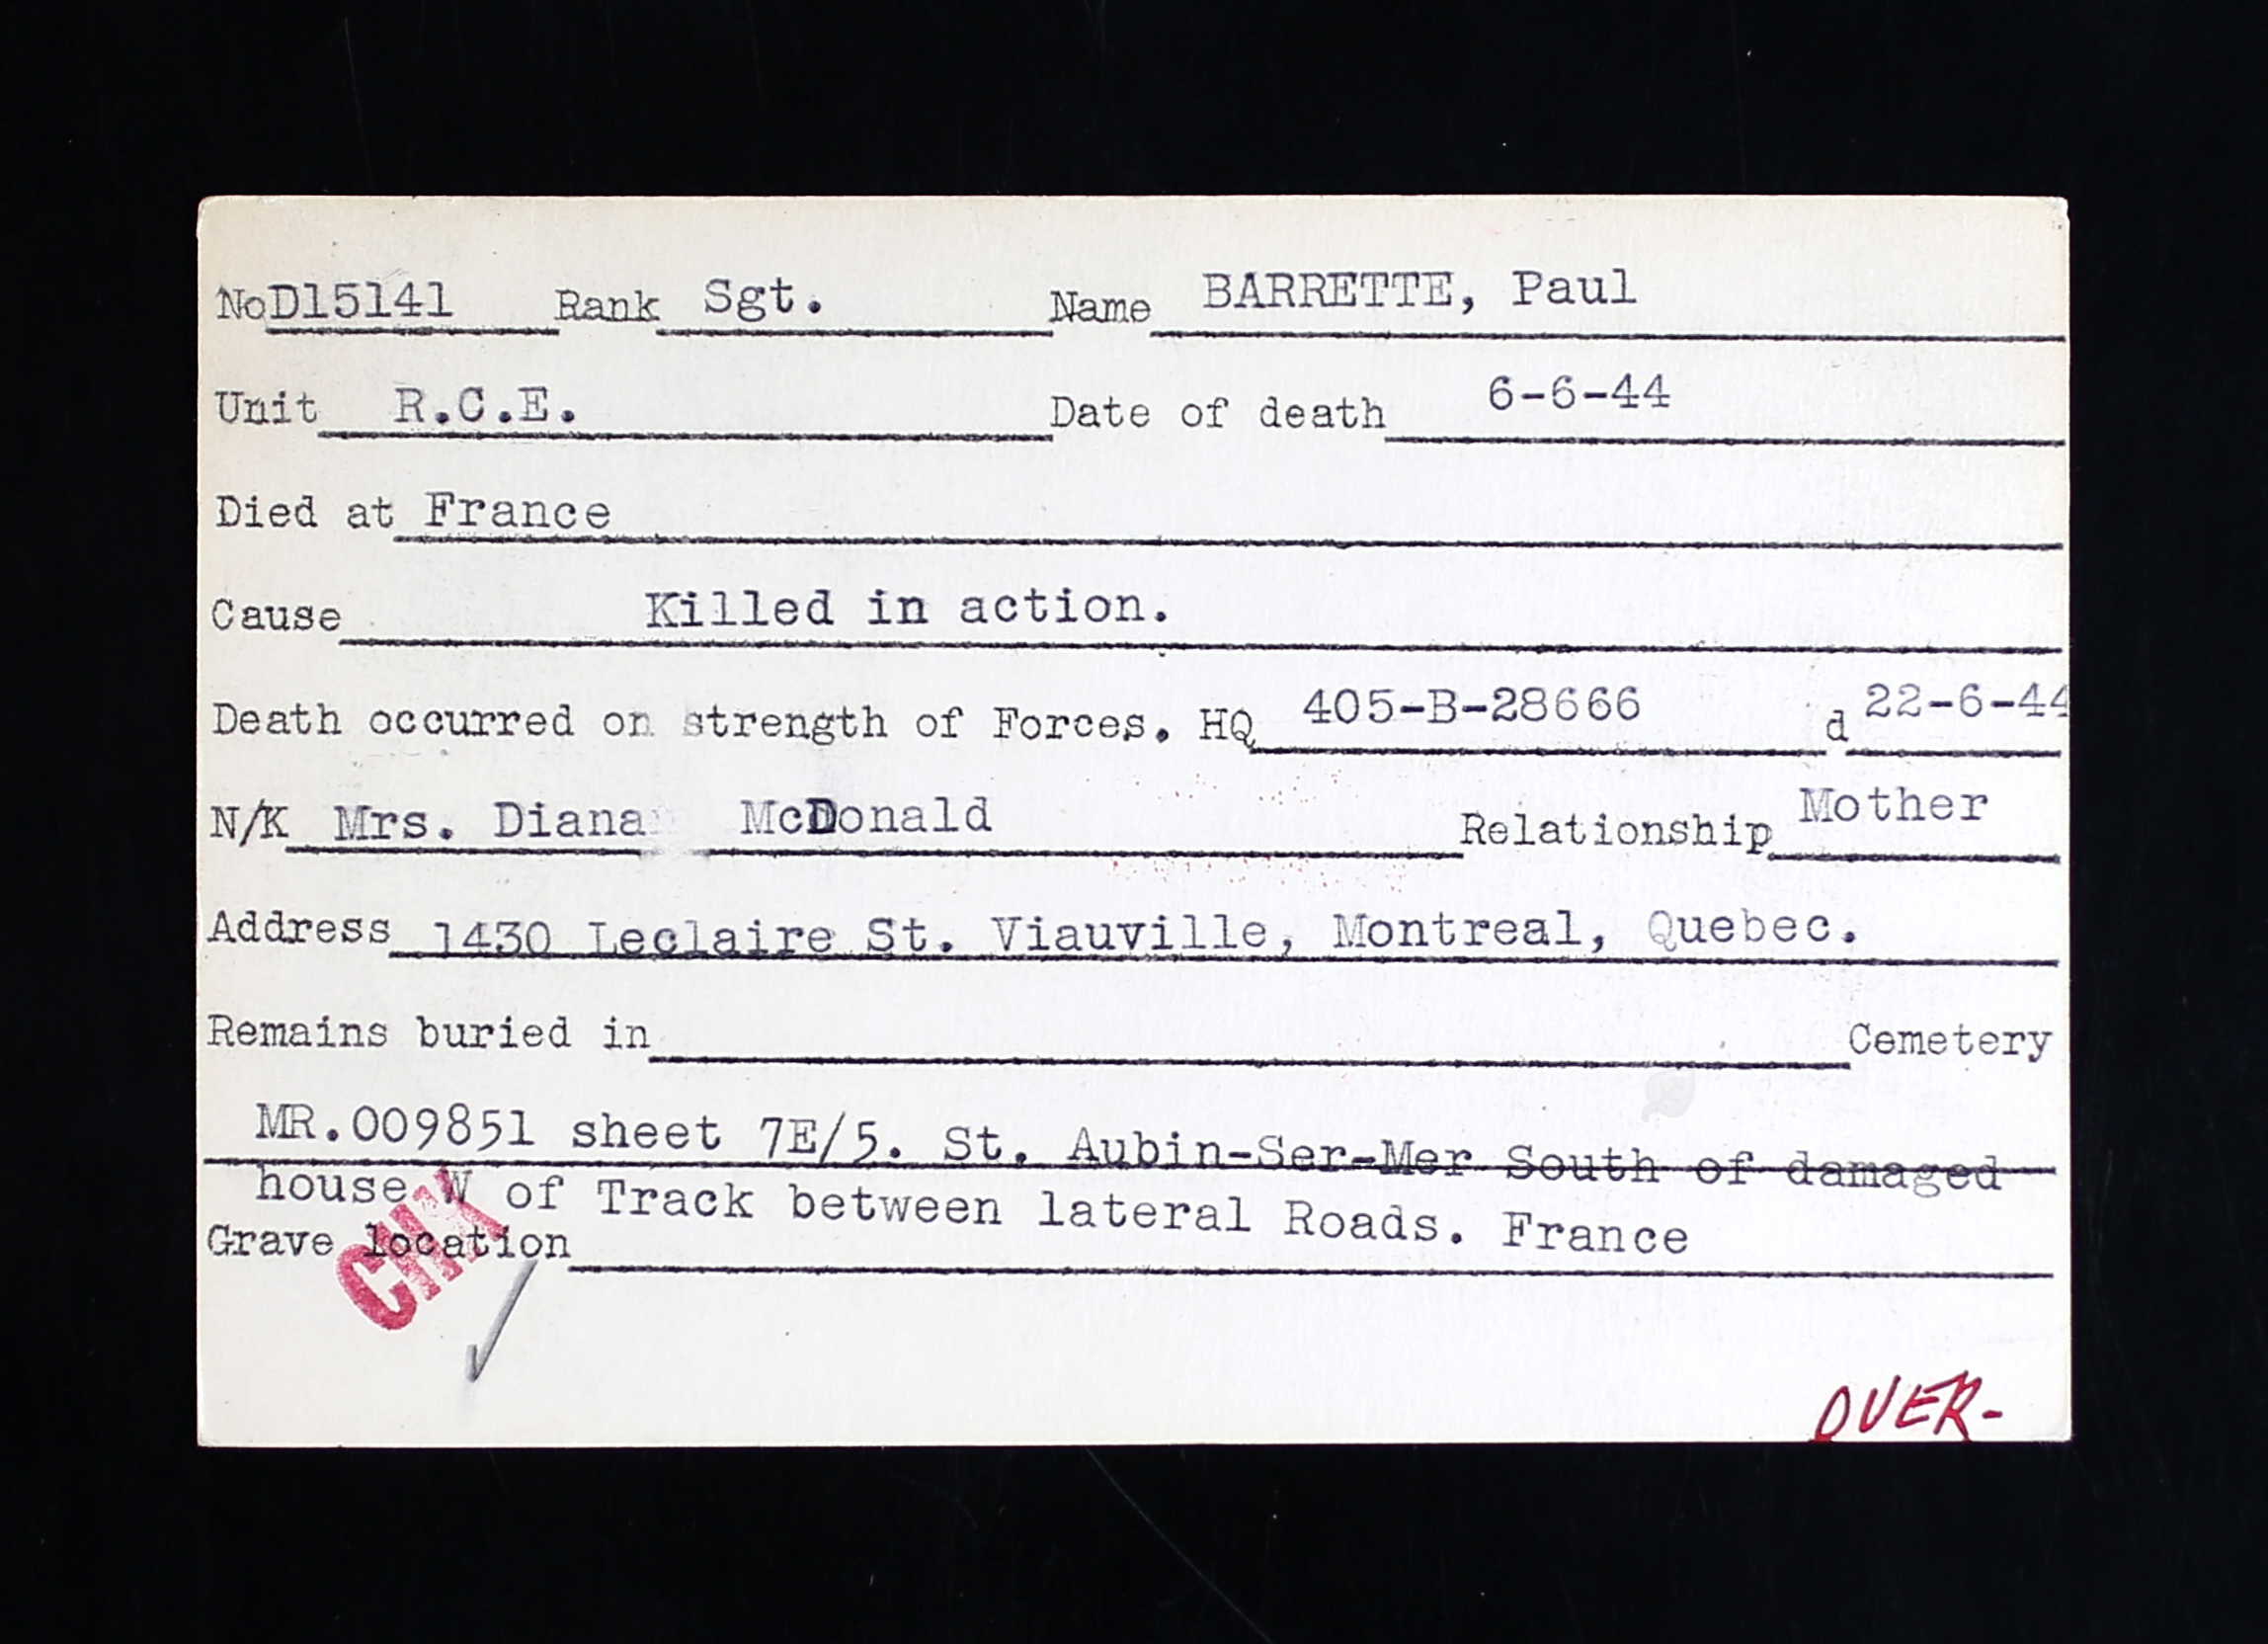 No D15141 Rank Sgt. Name BARRETTE, Paul
Unit R.C.E. Date of death 6-6-44
Died at France
Cause Killed in action.
Death occurred on strength of Forces. HQ 405-B-28666 d 22-6-44
N/K Mrs. Diana McDonald Relationship Mother
Address 1430 Leclaire St. Viauville, Montreal, Quebec.
Remains buried in Cemetery
MR.009851 sheet 7E/5. St. Aubin-Ser-Mer South of damaged
house W of Track between lateral Roads. France
Grave location
CHX
OVER-